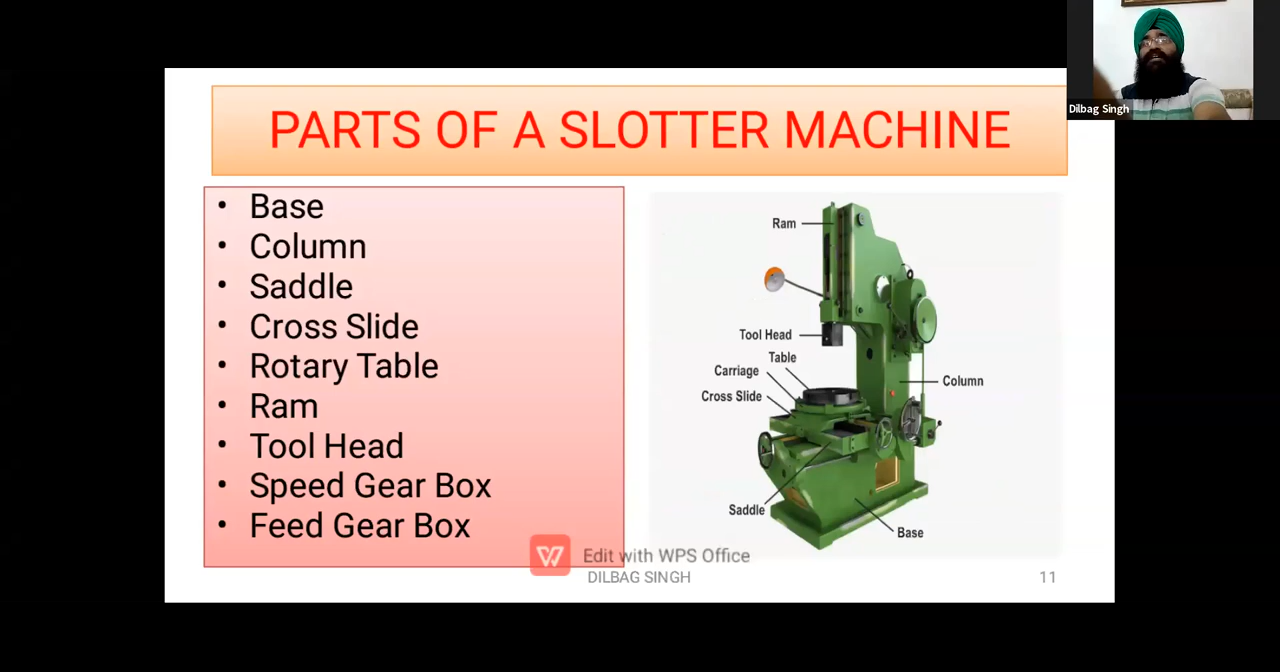 Dilbag Singh
PARTS OF A SLOTTER MACHINE
• Base
• Column
• Saddle
• Cross Slide
• Rotary Table
• Ram
• Tool Head
• Speed Gear Box
• Feed Gear Box
Ram
Tool Head
Table
Carriage
Cross Slide
Column
Saddle
Base
Edit with WPS Office
DILBAG SINGH
11